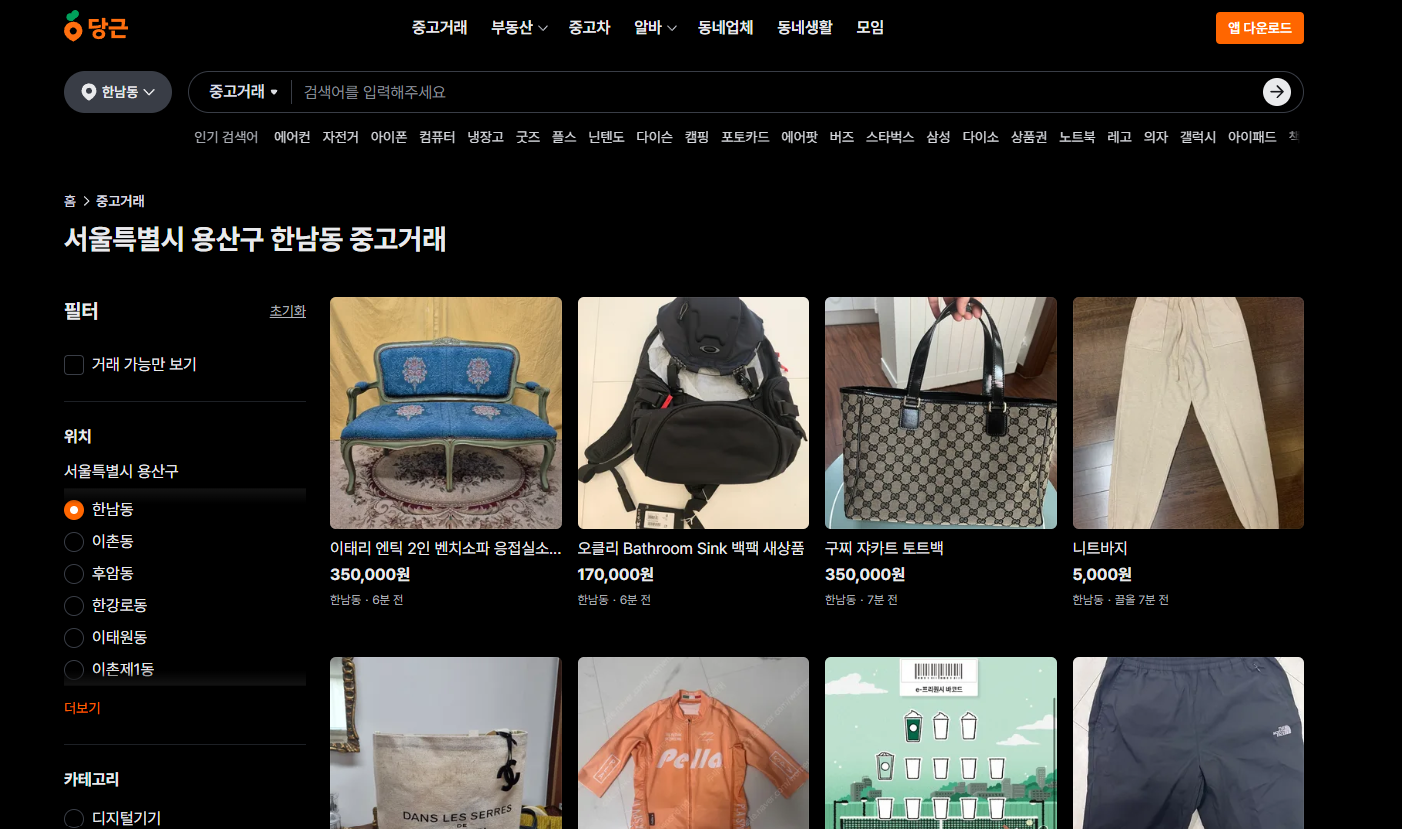 당근
중고거래 부동산 중고차 알바 동네업체 동네생활 모임
앱 다운로드
한남동
중고거래
검색어를 입력해주세요
인기 검색어 에어컨 자전거 아이폰 컴퓨터 냉장고 굿즈 플스 닌텐도 다이슨 캠핑 포토카드 에어팟 버즈 스타벅스 삼성 다이소 상품권 노트북 레고 의자 갤럭시 아이패드
홈 > 중고거래
서울특별시 용산구 한남동 중고거래
필터
초기화
거래 가능만 보기
위치
서울특별시 용산구
한남동
이촌동
후암동
한강로동
이태원동
이촌제1동
더보기
카테고리
디지털기기
이태리 엔틱 2인 벤치소파 응접실소...
350,000원
한남동 · 6분 전
오클리 Bathroom Sink 백팩 새상품
170,000원
한남동 · 6분 전
구찌 쟈카트 토트백
350,000원
한남동 · 7분 전
니트바지
5,000원
한남동 · 끌올 7분 전
DANS LES SERRES
DE
Pella
e-프리퀀시 바코드